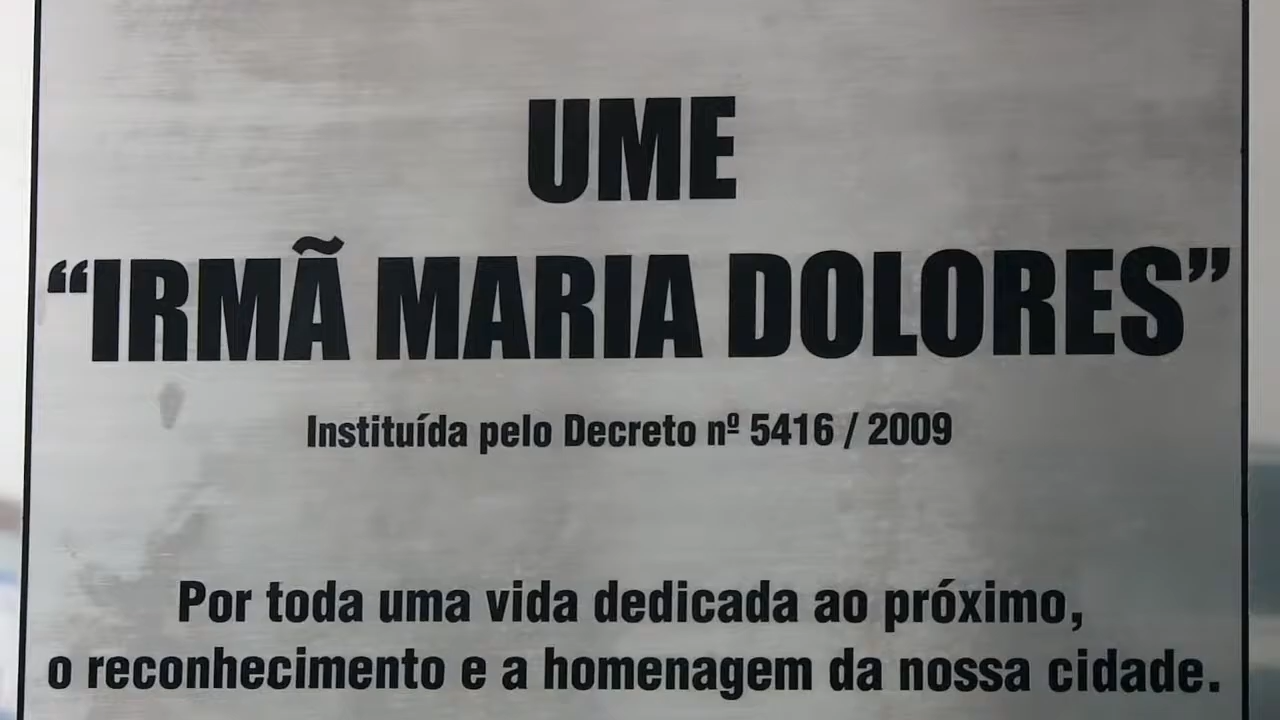 UME
“IRMÃ MARIA DOLORES”
Instituída pelo Decreto nº 5416 / 2009
Por toda uma vida dedicada ao próximo,
o reconhecimento e a homenagem da nossa cidade.